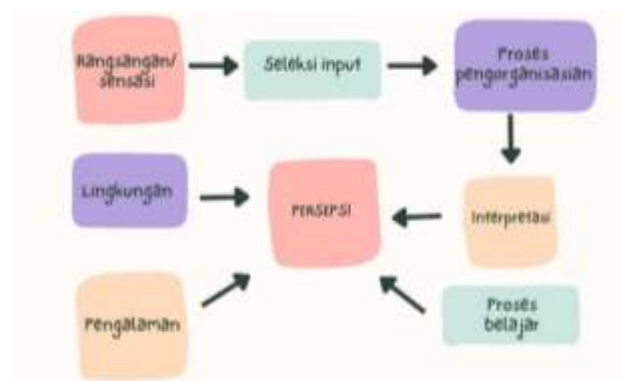 Rangsangan/
sensasi
Seleksi input
Proses
pengorganisasian
Lingkungan
PERSEPSI
Interpretasi
Pengalaman
Proses
belajar